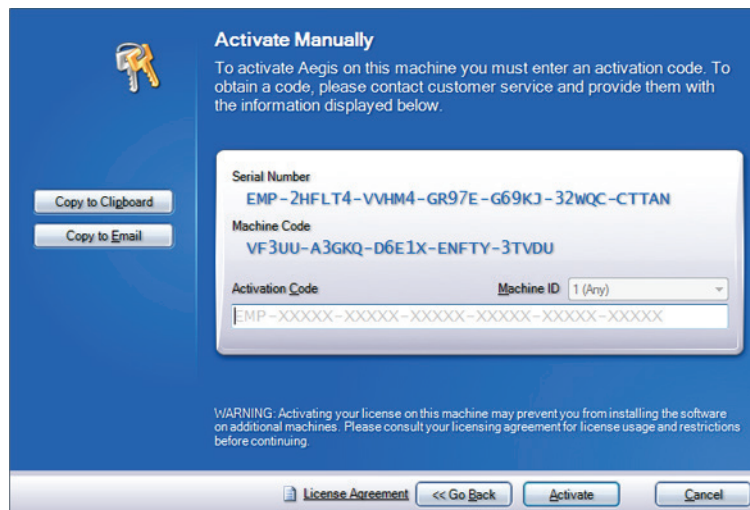 Activate Manually
To activate Aegis on this machine you must enter an activation code. To
obtain a code, please contact customer service and provide them with
the information displayed below.
Serial Number
EMP-2HFLT4-VVHM4-GR97E-G69KJ-32WQC-CTTAN
Copy to Clipboard
Machine Code
Copy to Email
VF3UU-A3GKQ-D6E1X-ENFTY-3TVDU
Activation Code
Machine ID
1 (Any)
EMP-XXXXX-XXXXX-XXXXX-XXXXX-XXXXX-XXXXX
WARNING: Activating your license on this machine may prevent you from installing the software
on additional machines. Please consult your licensing agreement for license usage and restrictions
before continuing.
License Agreement
<< Go Back
Activate
Cancel